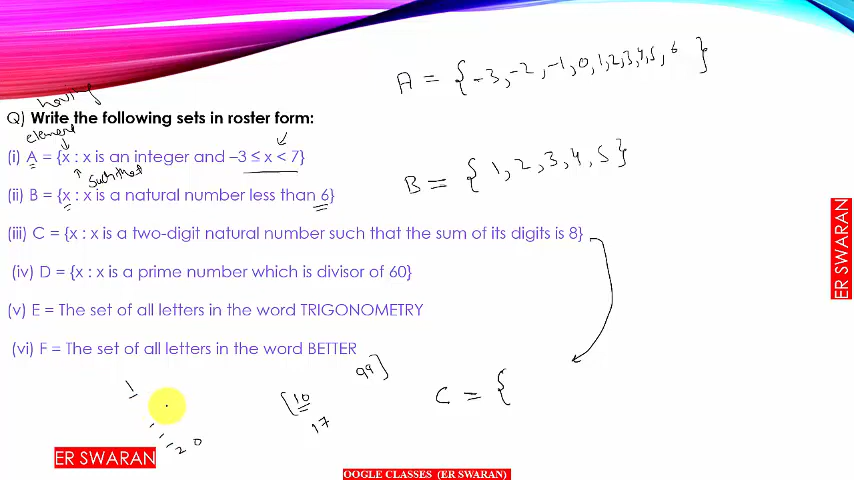 A = {-3, -2, -1, 0, 1, 2, 3, 4, 5, 6 }
having
Q) Write the following sets in roster form:
element
(i) A = {x : x is an integer and –3 ≤ x < 7}
such that
B = { 1, 2, 3, 4, 5 }
(ii) B = {x : x is a natural number less than 6}
(iii) C = {x : x is a two-digit natural number such that the sum of its digits is 8}
(iv) D = {x : x is a prime number which is divisor of 60}
(v) E = The set of all letters in the word TRIGONOMETRY
(vi) F = The set of all letters in the word BETTER
[10 99]
17
1
20
C = {
ER SWARAN
ER SWARAN
OOGLE CLASSES (ER SWARAN)